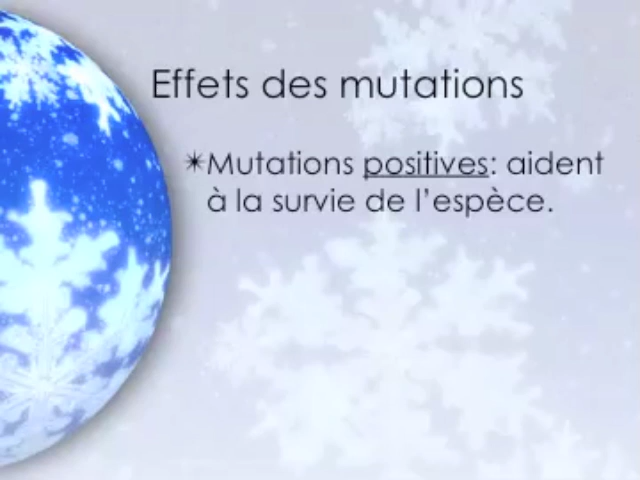 Effets des mutations
✴Mutations positives: aident
à la survie de l’espèce.